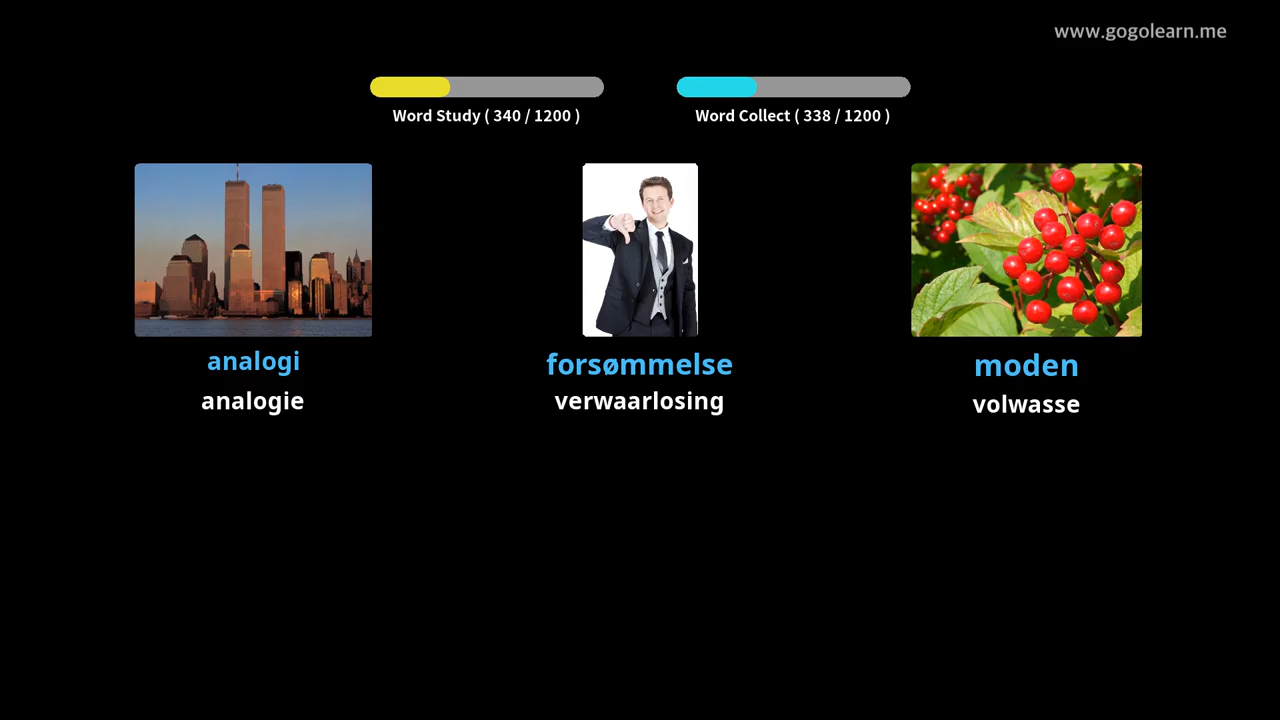 www.gogolearn.me
Word Study ( 340 / 1200 )
Word Collect ( 338 / 1200 )
analogi
forsømmelse
moden
analogie
verwaarlosing
volwasse